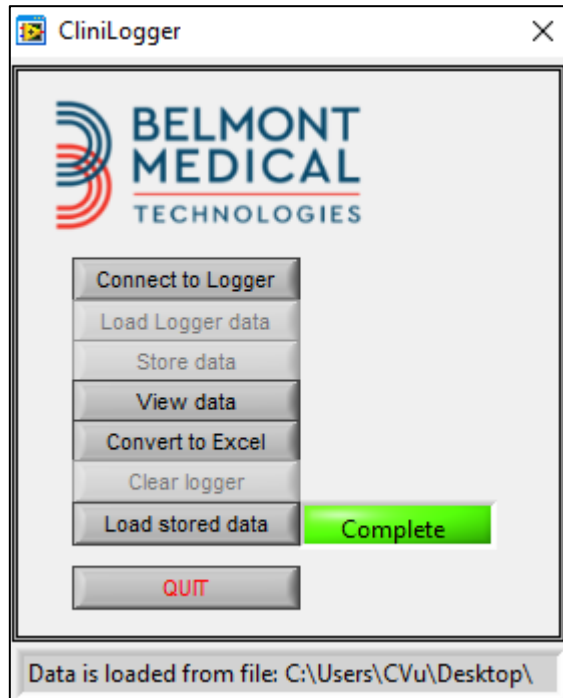 CliniLogger
BELMONT
MEDICAL
TECHNOLOGIES
Connect to Logger
Load Logger data
Store data
View data
Convert to Excel
Clear logger
Load stored data
Complete
QUIT
Data is loaded from file: C:\Users\CVu\Desktop\